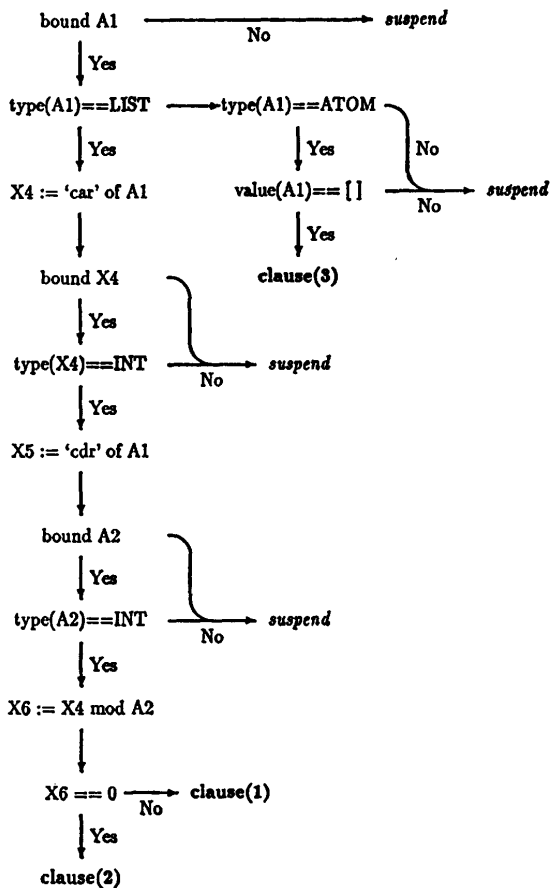 bound A1 No suspend
Yes
type(A1)==LIST type(A1)==ATOM
Yes Yes No
X4 := ‘car’ of A1 value(A1)==[] No suspend
Yes
bound X4 clause(3)
Yes
type(X4)==INT No suspend
Yes
X5 := ‘cdr’ of A1
bound A2
Yes
type(A2)==INT No suspend
Yes
X6 := X4 mod A2
X6 == 0 No clause(1)
Yes
clause(2)